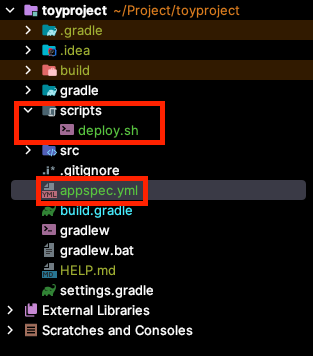 toyproject ~/Project/toyproject
.gradle
.idea
build
gradle
scripts
deploy.sh
src
.gitignore
appspec.yml
build.gradle
gradlew
gradlew.bat
HELP.md
settings.gradle
External Libraries
Scratches and Consoles